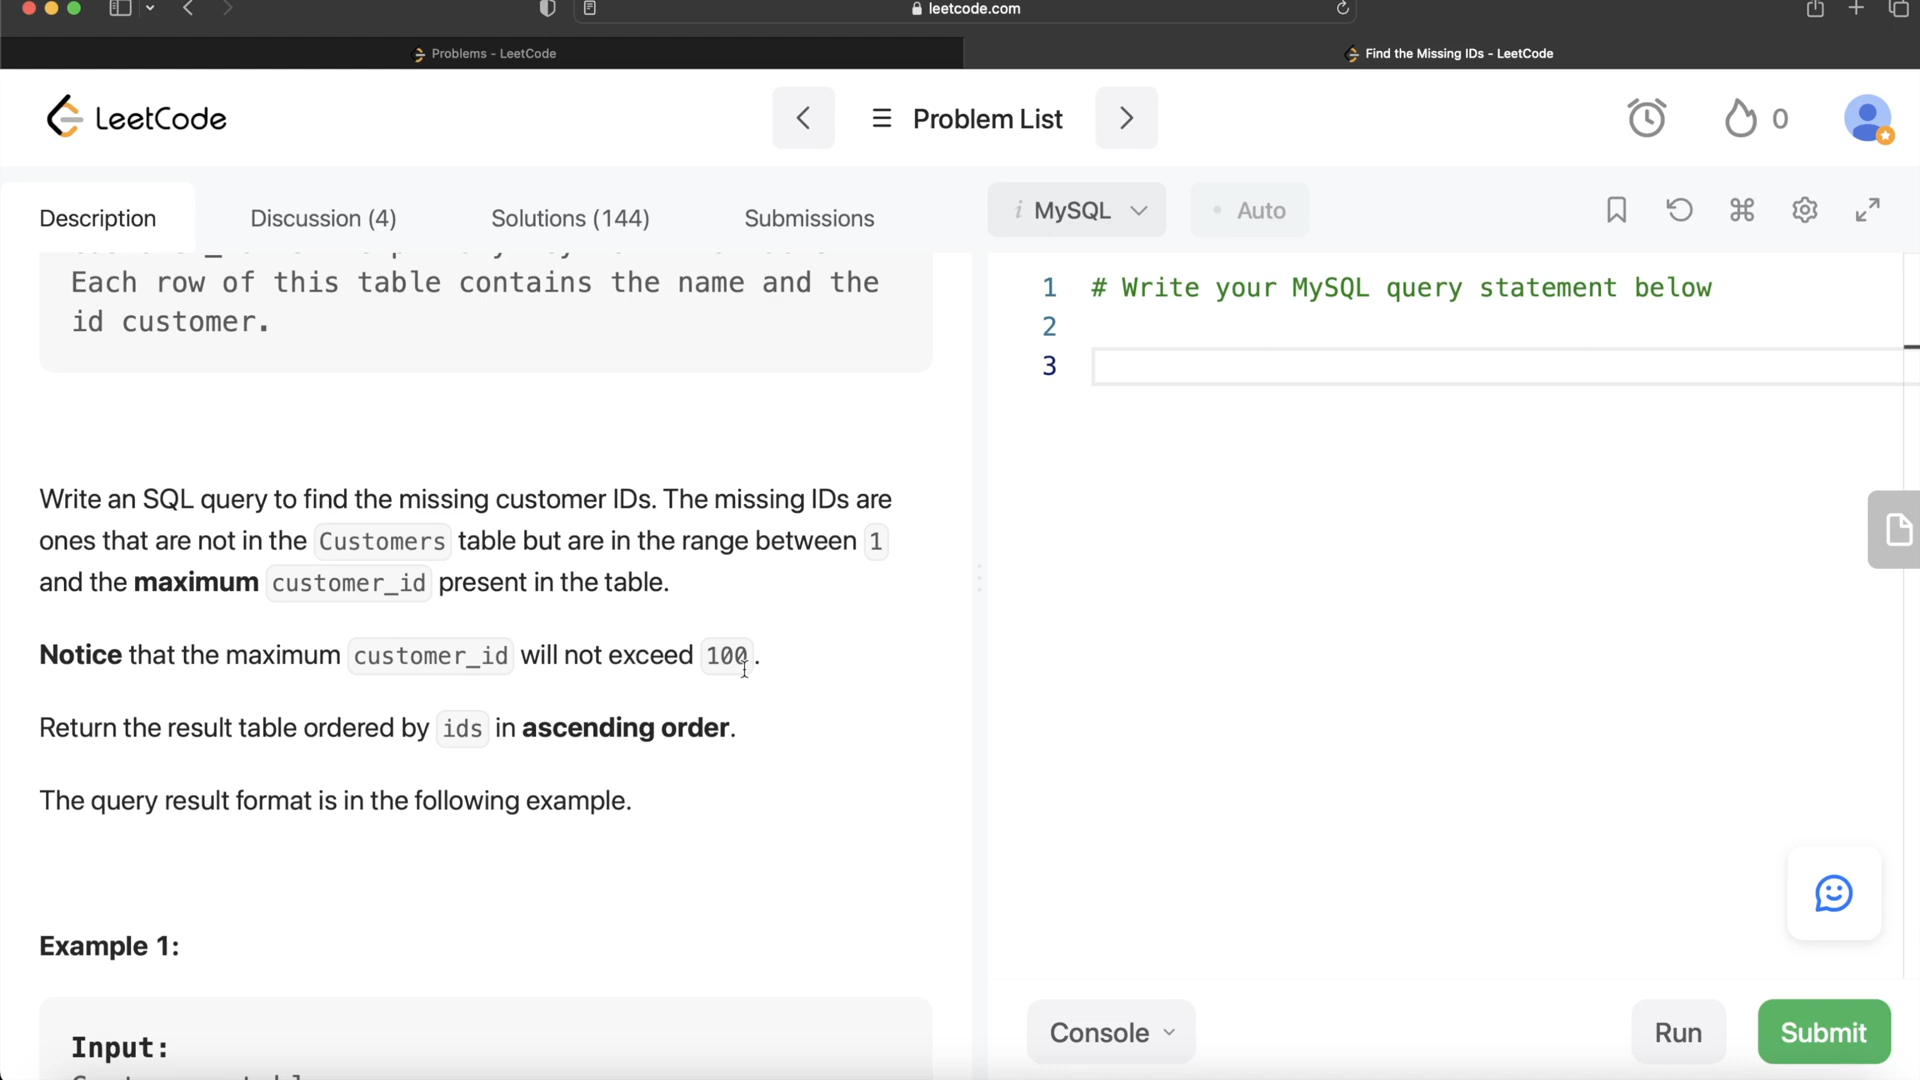 leetcode.com
Problems - LeetCode
Find the Missing IDs - LeetCode
LeetCode
Problem List
0
Description
Discussion (4)
Solutions (144)
Submissions
i MySQL
Auto
Each row of this table contains the name and the
id customer.
Write an SQL query to find the missing customer IDs. The missing IDs are
ones that are not in the Customers table but are in the range between 1
and the maximum customer_id present in the table.
Notice that the maximum customer_id will not exceed 100.
Return the result table ordered by ids in ascending order.
The query result format is in the following example.
Example 1:
Input:
1 # Write your MySQL query statement below
2
3
Console
Run
Submit